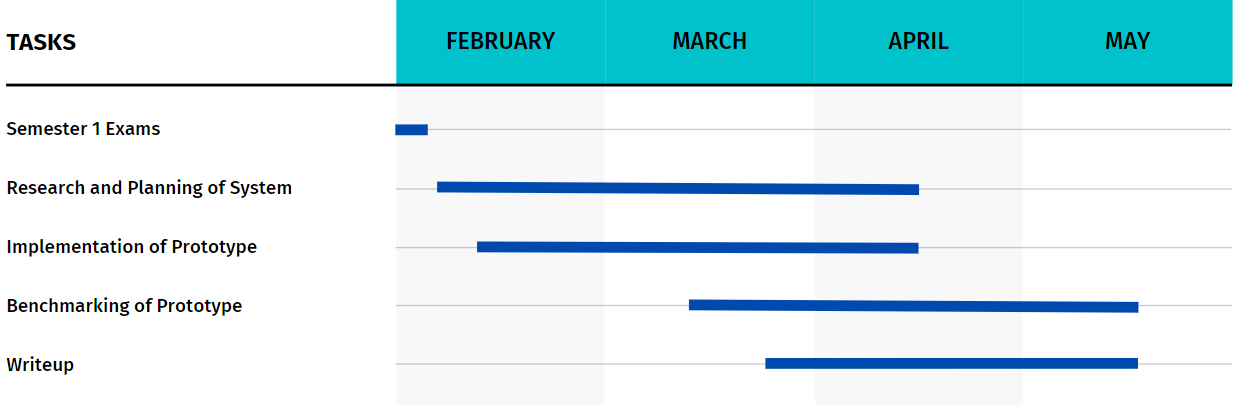 TASKS
FEBRUARY
MARCH
APRIL
MAY
Semester 1 Exams
Research and Planning of System
Implementation of Prototype
Benchmarking of Prototype
Writeup